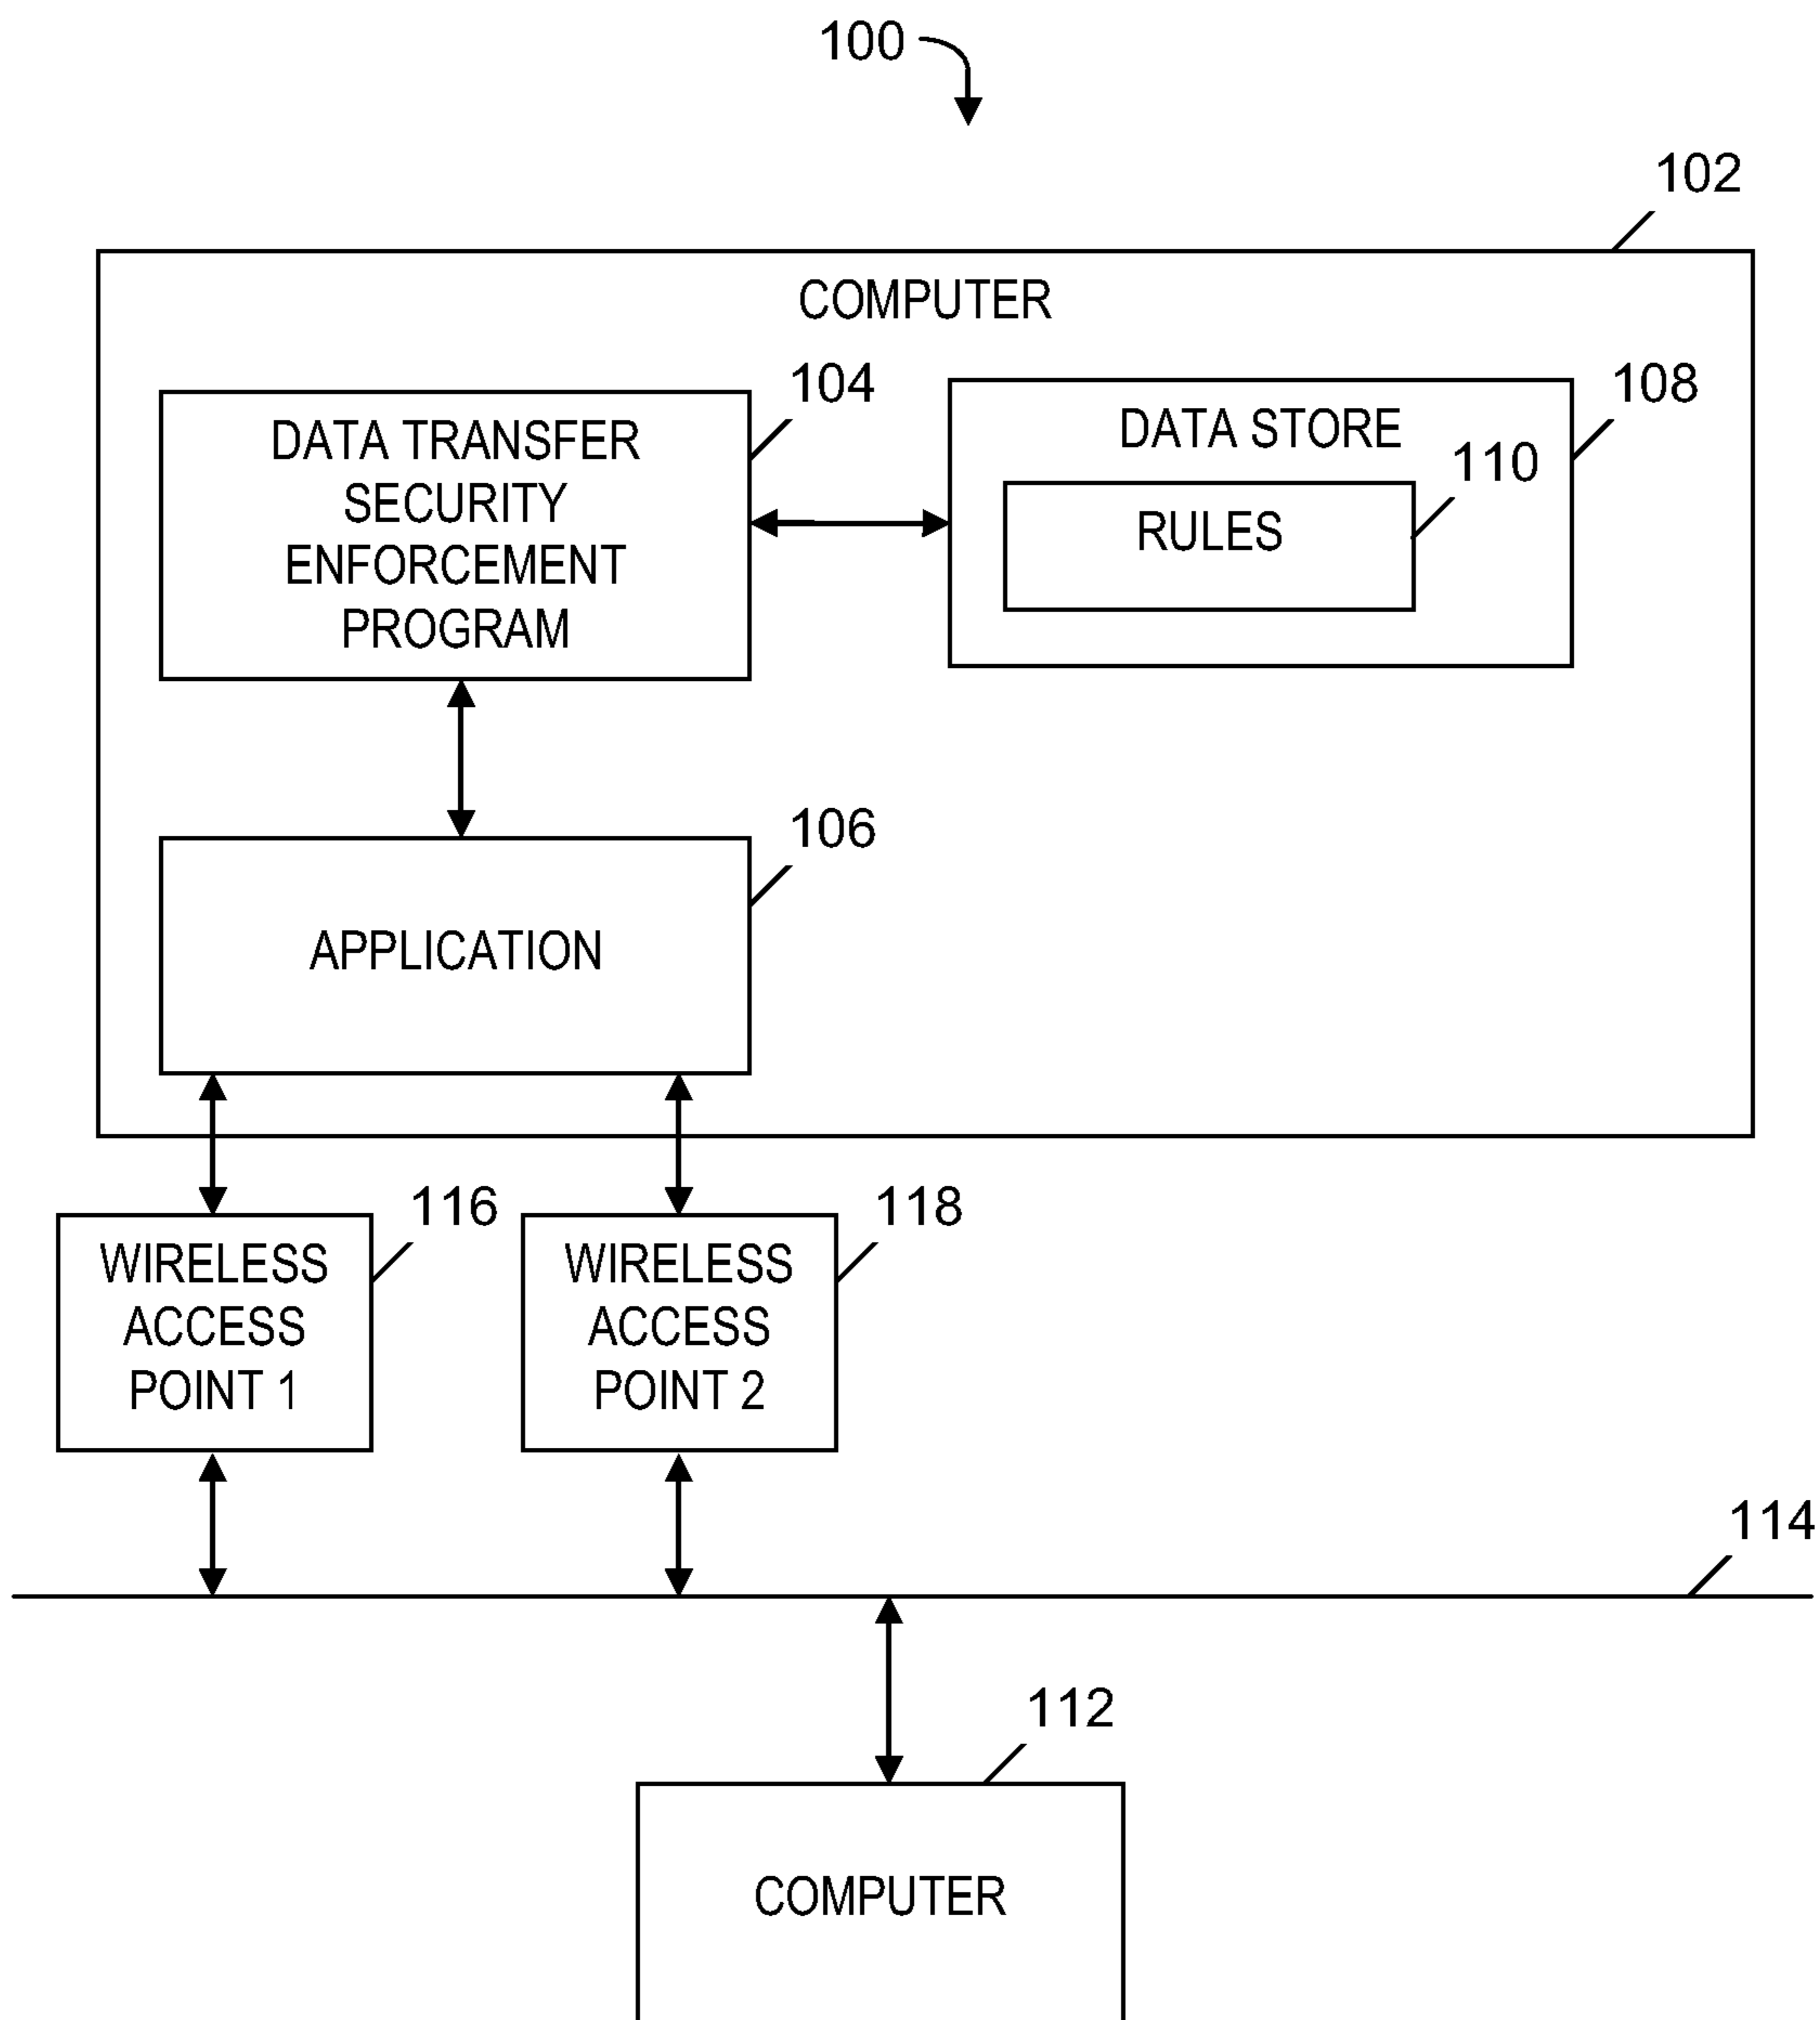 100
102
COMPUTER
104
DATA TRANSFER
SECURITY
ENFORCEMENT
PROGRAM
108
DATA STORE
110
RULES
106
APPLICATION
116
WIRELESS
ACCESS
POINT 1
118
WIRELESS
ACCESS
POINT 2
114
112
COMPUTER